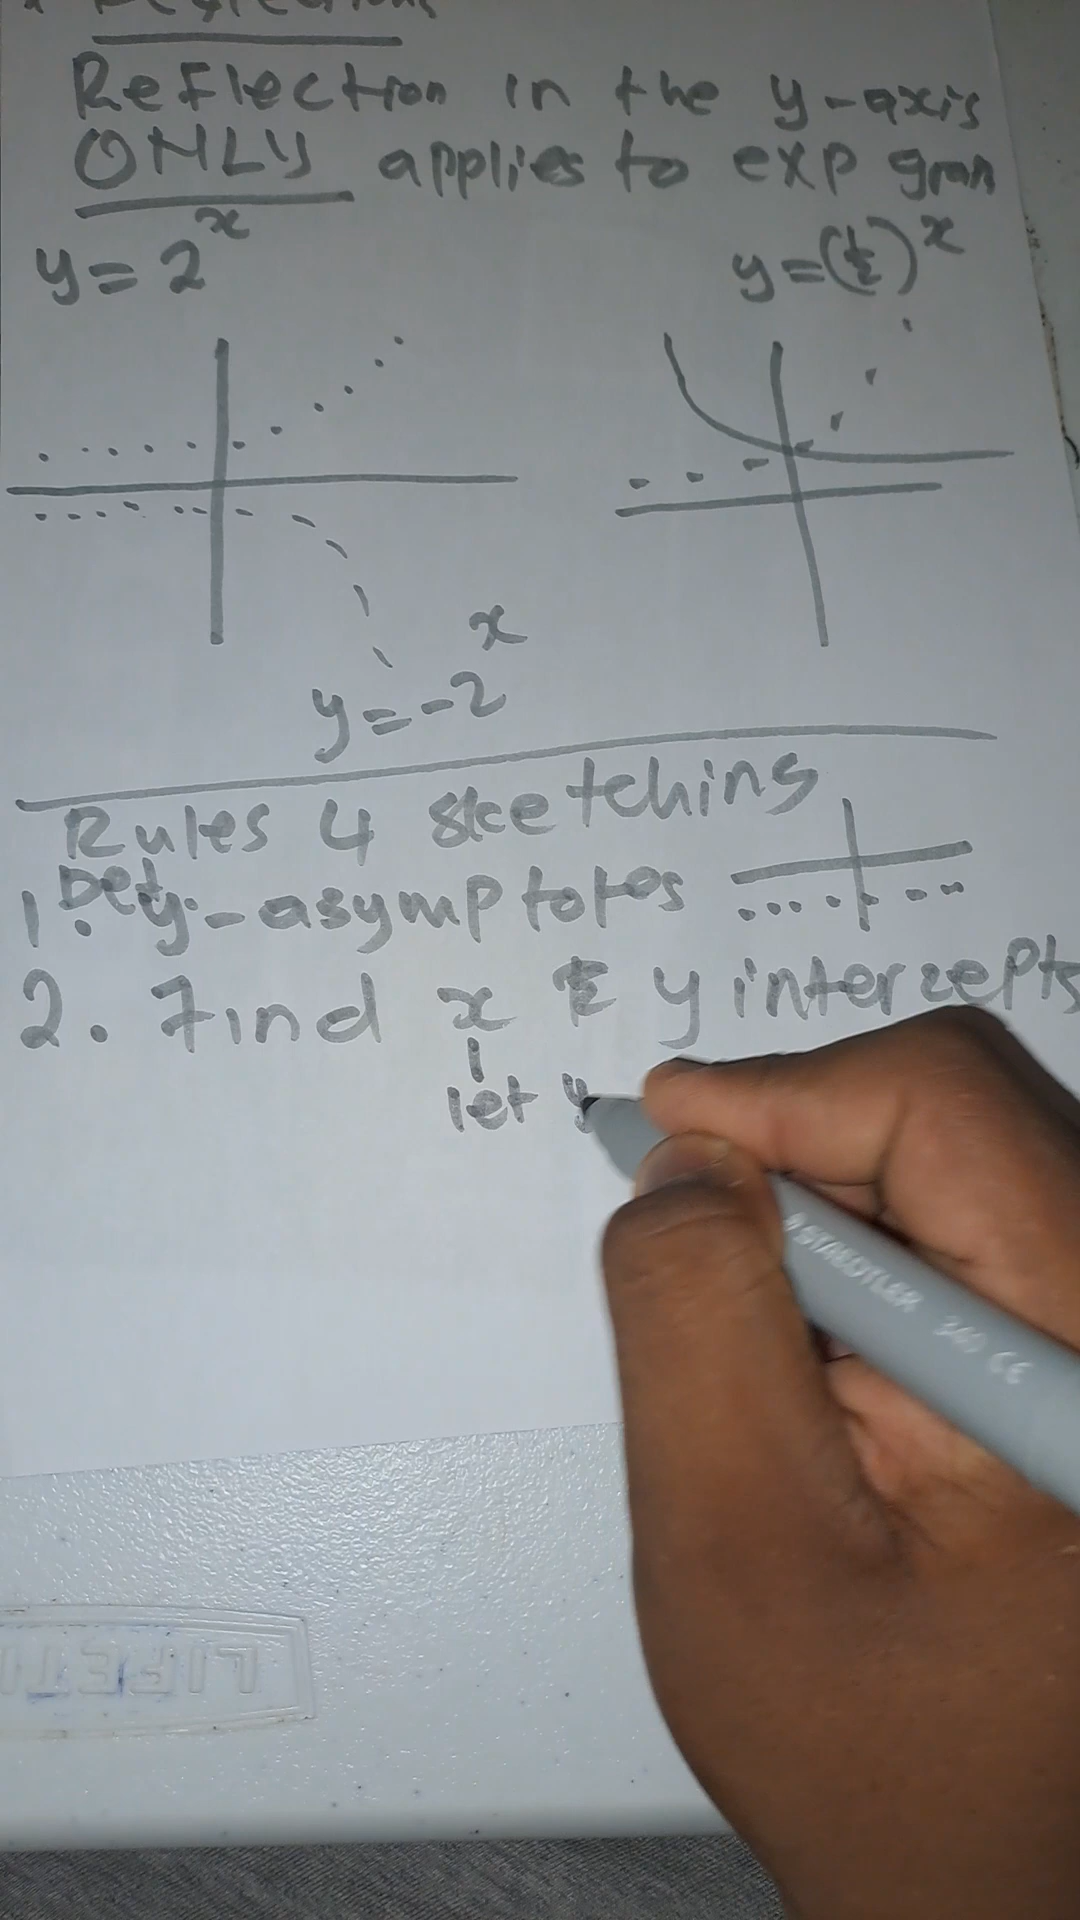 Reflection in the y-axis
ONLY applies to exp
y = 2^x
y = (1/2)^x
y = -2^x
Rules 4 sketching
1. Det y-asymptotes
2. Find x & y intercepts
let y
STAEDTLER